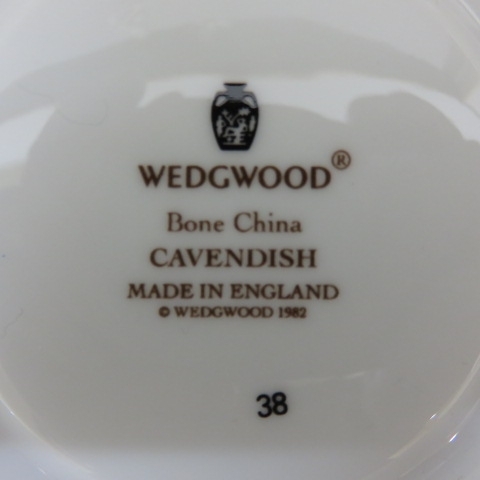 WEDGWOOD®
Bone China
CAVENDISH
MADE IN ENGLAND
© WEDGWOOD 1982
38